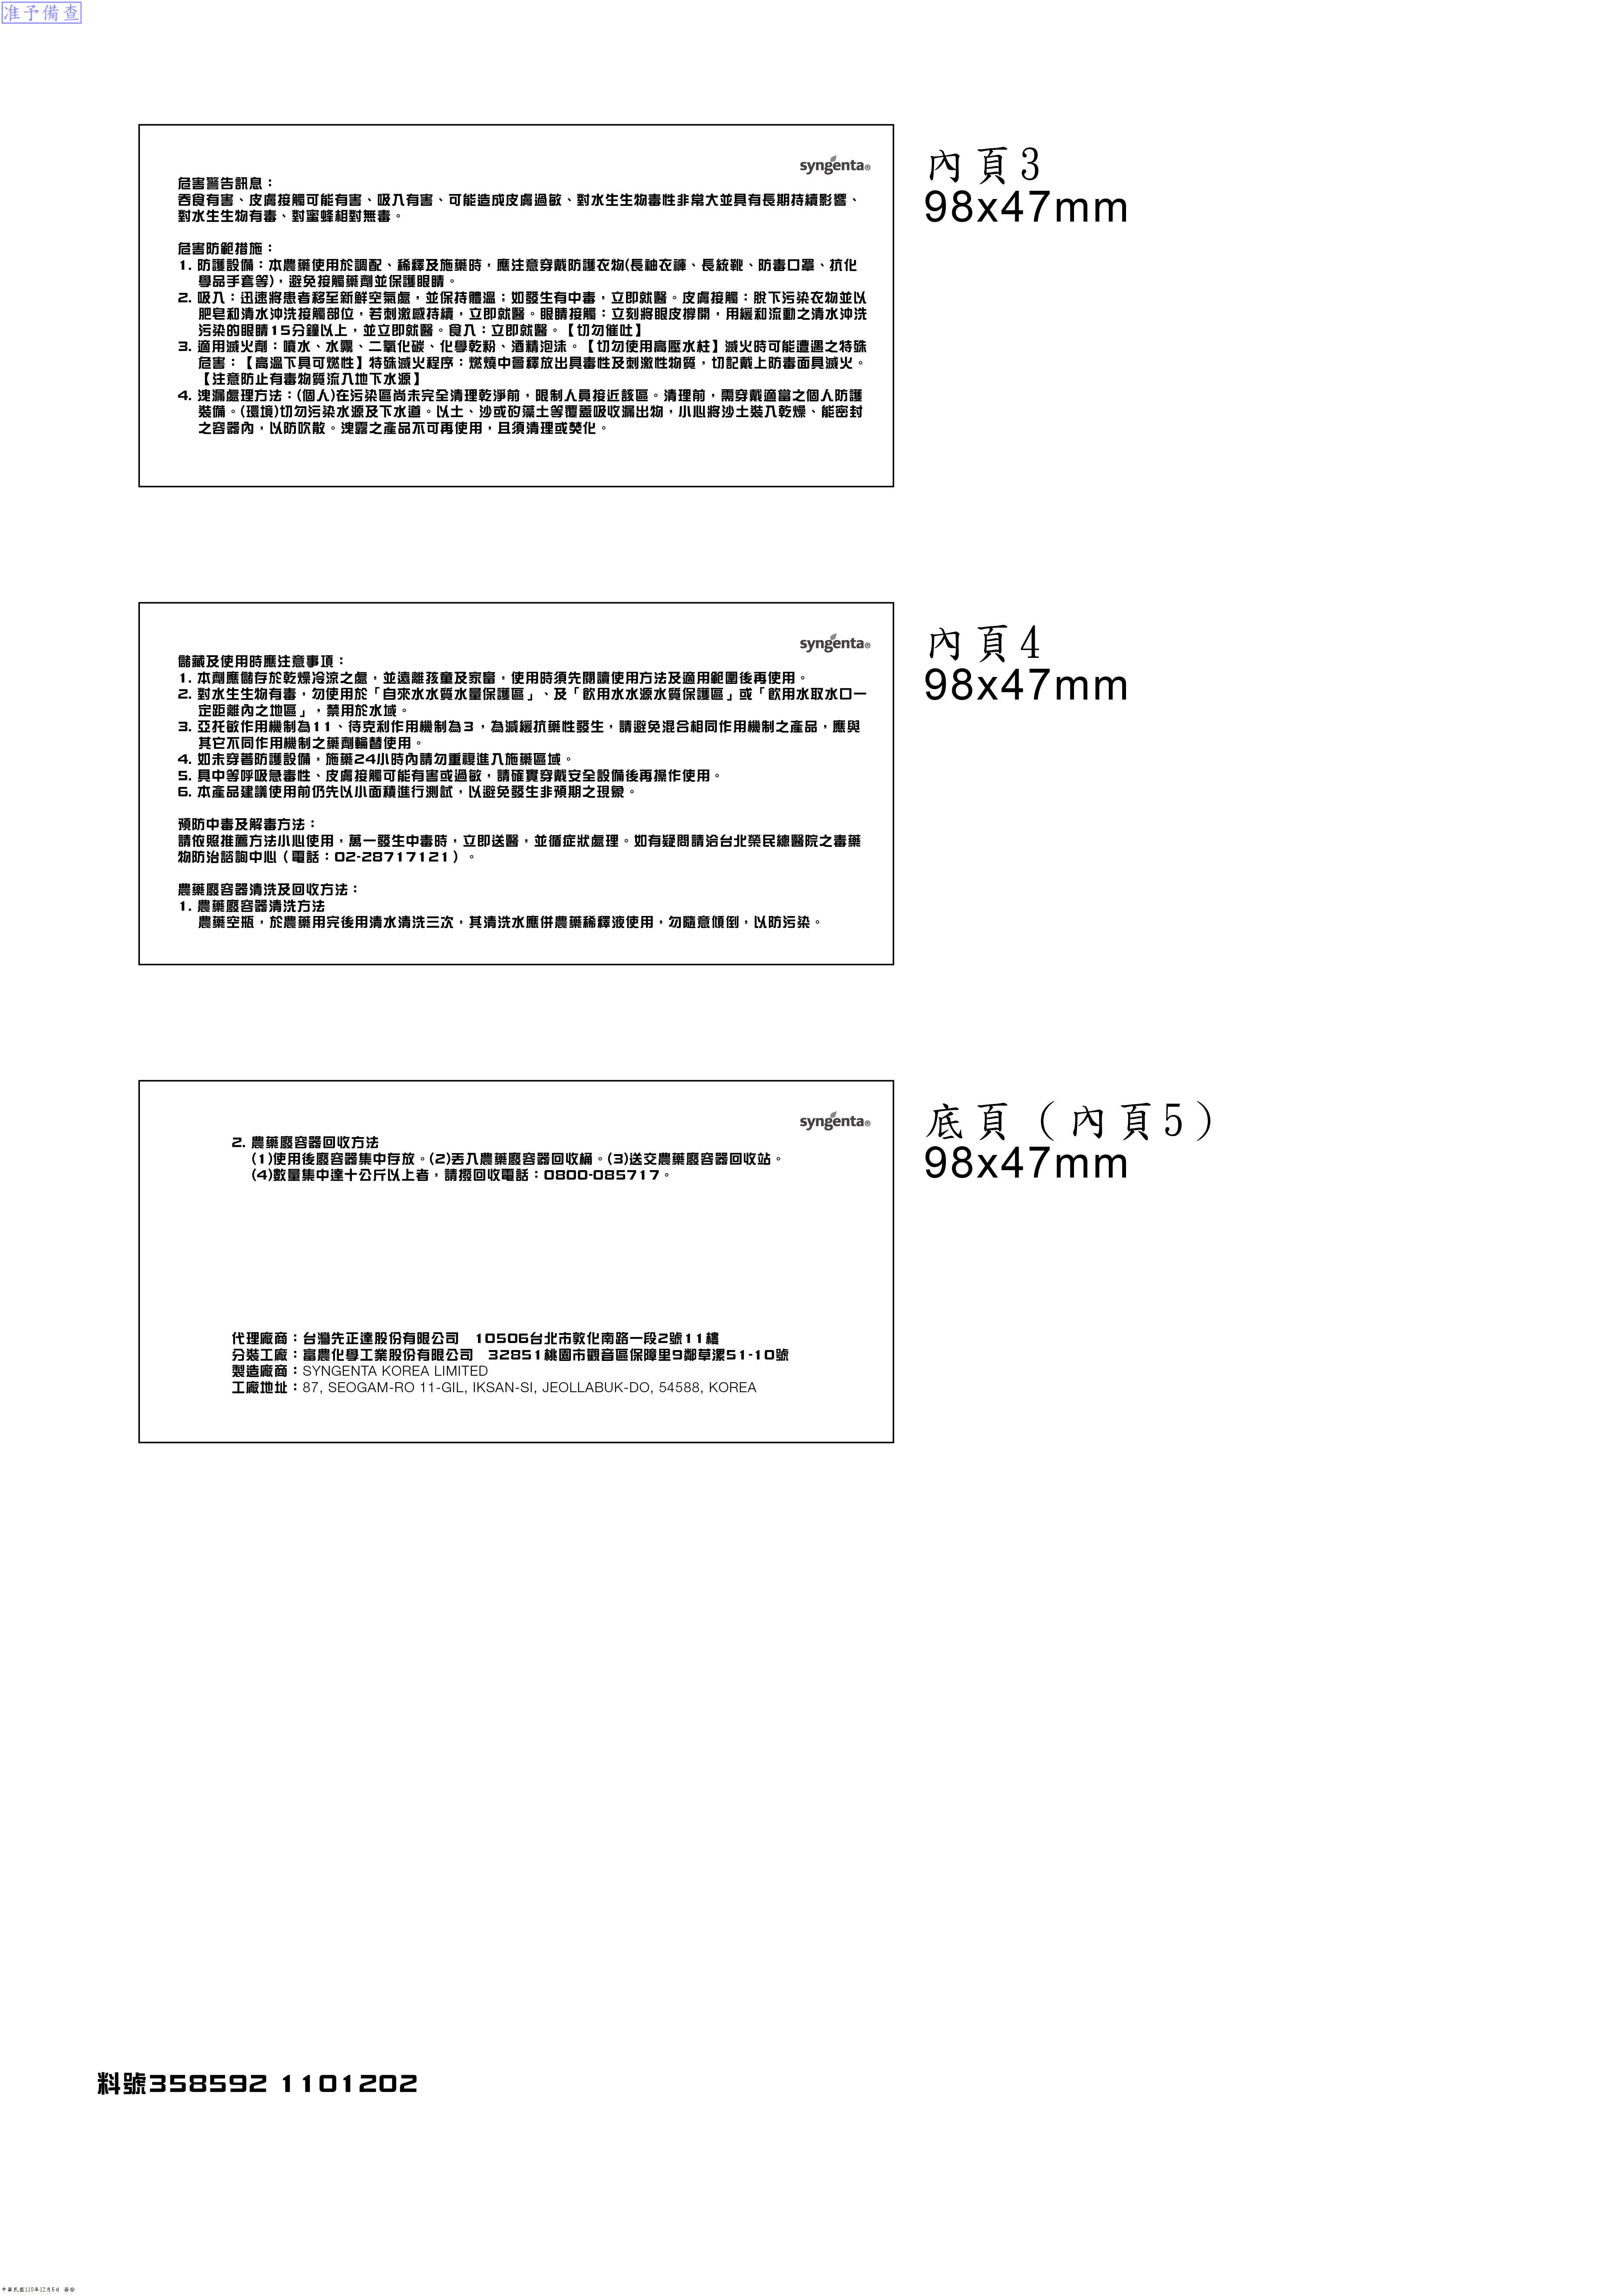 准予備查
syngenta®
內頁3
98x47mm
危害警告訊息：
吞食有害、皮膚接觸可能有害、吸入有害、可能造成皮膚過敏、對水生生物毒性非常大並具有長期持續影響、
對水生生物有毒、對蜜蜂相對無毒。
危害防範措施：
1. 防護設備：本農藥使用於調配、稀釋及施藥時，應注意穿戴防護衣物(長袖衣褲、長統靴、防毒口罩、抗化
學品手套等)，避免接觸藥劑並保護眼睛。
2. 吸入：迅速將患者移至新鮮空氣處，並保持體溫；如發生有中毒，立即就醫。皮膚接觸：脫下污染衣物並以
肥皂和清水沖洗接觸部位，若刺激感持續，立即就醫。眼睛接觸：立刻將眼皮撐開，用緩和流動之清水沖洗
污染的眼睛15分鐘以上，並立即就醫。食入：立即就醫。【切勿催吐】
3. 適用滅火劑：噴水、水霧、二氧化碳、化學乾粉、酒精泡沫。【切勿使用高壓水柱】滅火時可能遭遇之特殊
危害：【高溫下具可燃性】特殊滅火程序：燃燒中會釋放出具毒性及刺激性物質，切記戴上防毒面具滅火。
【注意防止有毒物質流入地下水源】
4. 洩漏處理方法：(個人)在污染區尚未完全清理乾淨前，限制人員接近該區。清理前，需穿戴適當之個人防護
裝備。(環境)切勿污染水源及下水道。以土、沙或矽藻土等覆蓋吸收漏出物，小心將沙土裝入乾燥、能密封
之容器內，以防吹散。洩露之產品不可再使用，且須清理或焚化。
syngenta®
內頁4
98x47mm
儲藏及使用時應注意事項：
1. 本劑應儲存於乾燥冷涼之處，並遠離孩童及家畜，使用時須先閱讀使用方法及適用範圍後再使用。
2. 對水生生物有毒，勿使用於「自來水水質水量保護區」、及「飲用水水源水質保護區」或「飲用水取水口一
定距離內之地區」，禁用於水域。
3. 亞托敏作用機制為11、待克利作用機制為3，為減緩抗藥性發生，請避免混合相同作用機制之產品，應與
其它不同作用機制之藥劑輪替使用。
4. 如未穿著防護設備，施藥24小時內請勿重複進入施藥區域。
5. 具中等呼吸急毒性、皮膚接觸可能有害或過敏，請確實穿戴安全設備後再操作使用。
6. 本產品建議使用前仍先以小面積進行測試，以避免發生非預期之現象。
預防中毒及解毒方法：
請依照推薦方法小心使用，萬一發生中毒時，立即送醫，並循症狀處理。如有疑問請洽台北榮民總醫院之毒藥
物防治諮詢中心（電話：02-28717121）。
農藥廢容器清洗及回收方法：
1. 農藥廢容器清洗方法
農藥空瓶，於農藥用完後用清水清洗三次，其清洗水應併農藥稀釋液使用，勿隨意傾倒，以防污染。
syngenta®
底頁（內頁5）
98x47mm
2. 農藥廢容器回收方法
(1)使用後廢容器集中存放。(2)丟入農藥廢容器回收桶。(3)送交農藥廢容器回收站。
(4)數量集中達十公斤以上者，請撥回收電話：0800-085717。
代理廠商：台灣先正達股份有限公司　10506台北市敦化南路一段2號11樓
分裝工廠：富農化學工業股份有限公司　32851桃園市觀音區保障里9鄰草漯51-10號
製造廠商：SYNGENTA KOREA LIMITED
工廠地址：87, SEOGAM-RO 11-GIL, IKSAN-SI, JEOLLABUK-DO, 54588, KOREA
料號358592 1101202